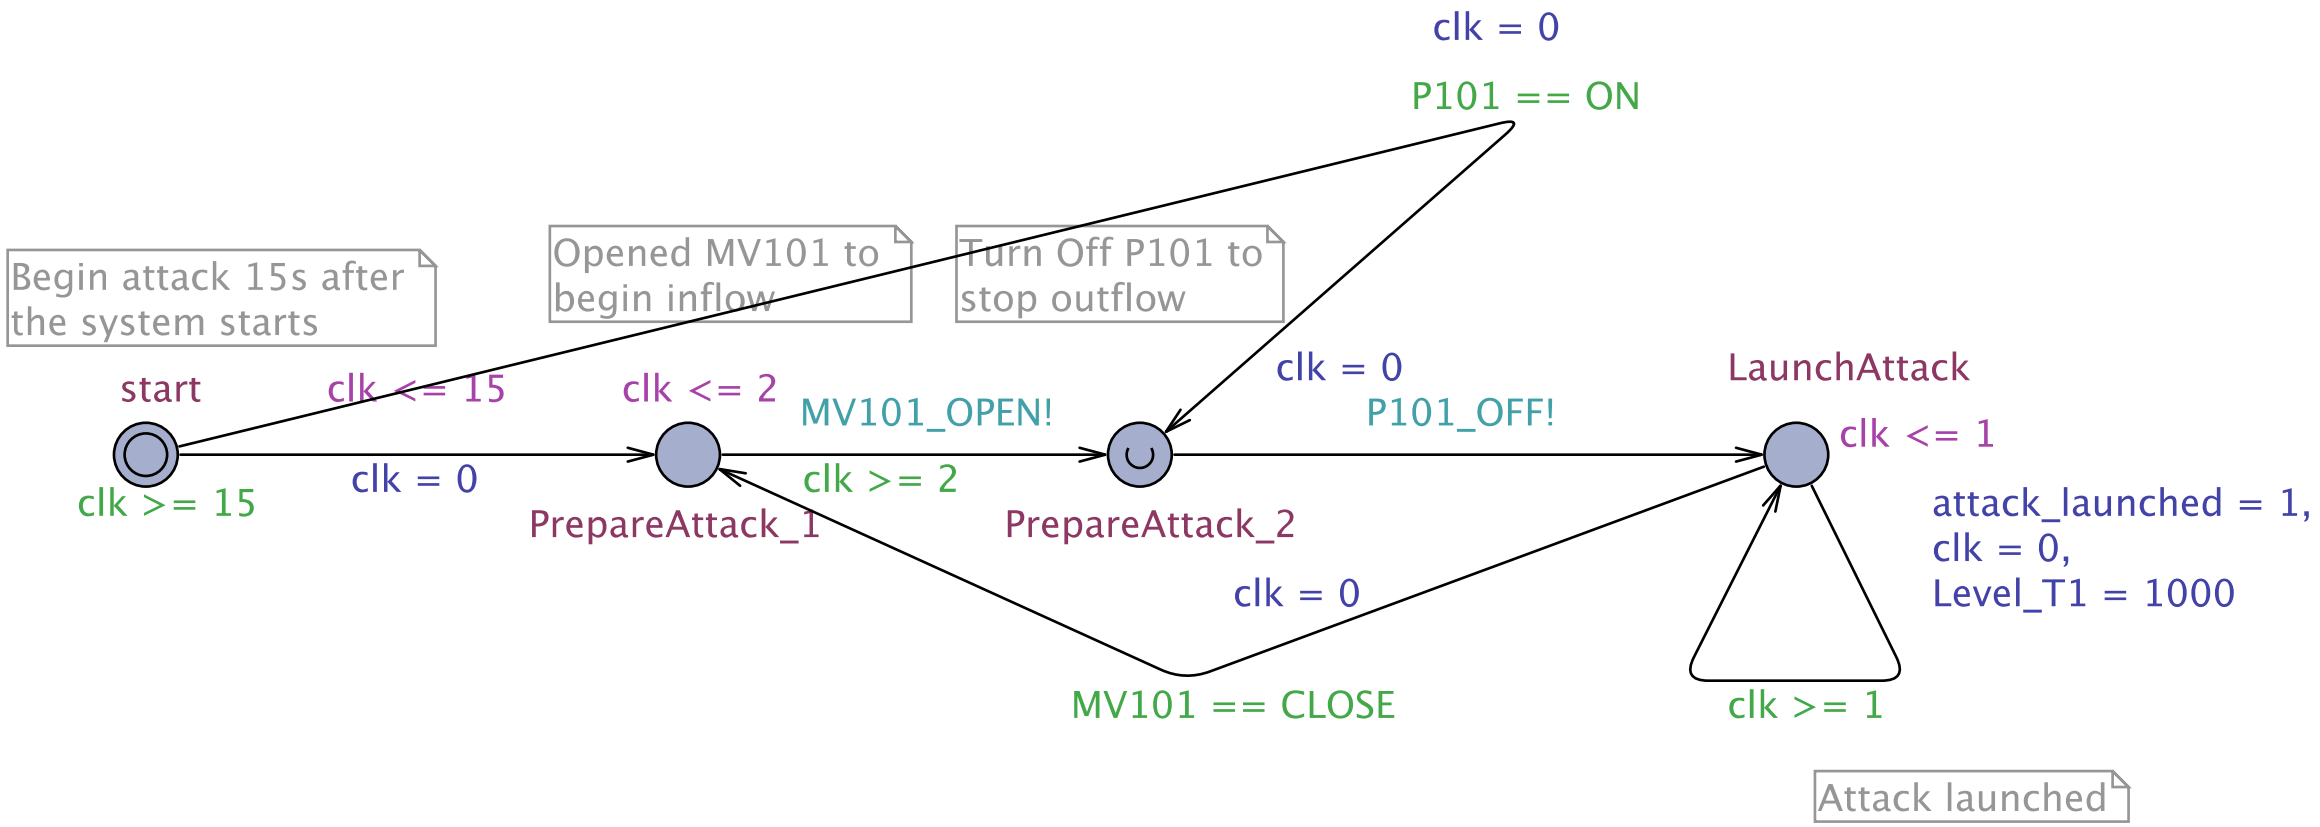 clk = 0
P101 == ON
Begin attack 15s after
the system starts
Opened MV101 to
begin inflow
Turn Off P101 to
stop outflow
start
clk <= 15
clk <= 2
MV101_OPEN!
clk = 0
P101_OFF!
LaunchAttack
clk <= 1
clk >= 15
clk = 0
PrepareAttack_1
clk >= 2
PrepareAttack_2
attack_launched = 1,
clk = 0,
Level_T1 = 1000
clk = 0
MV101 == CLOSE
clk >= 1
Attack launched